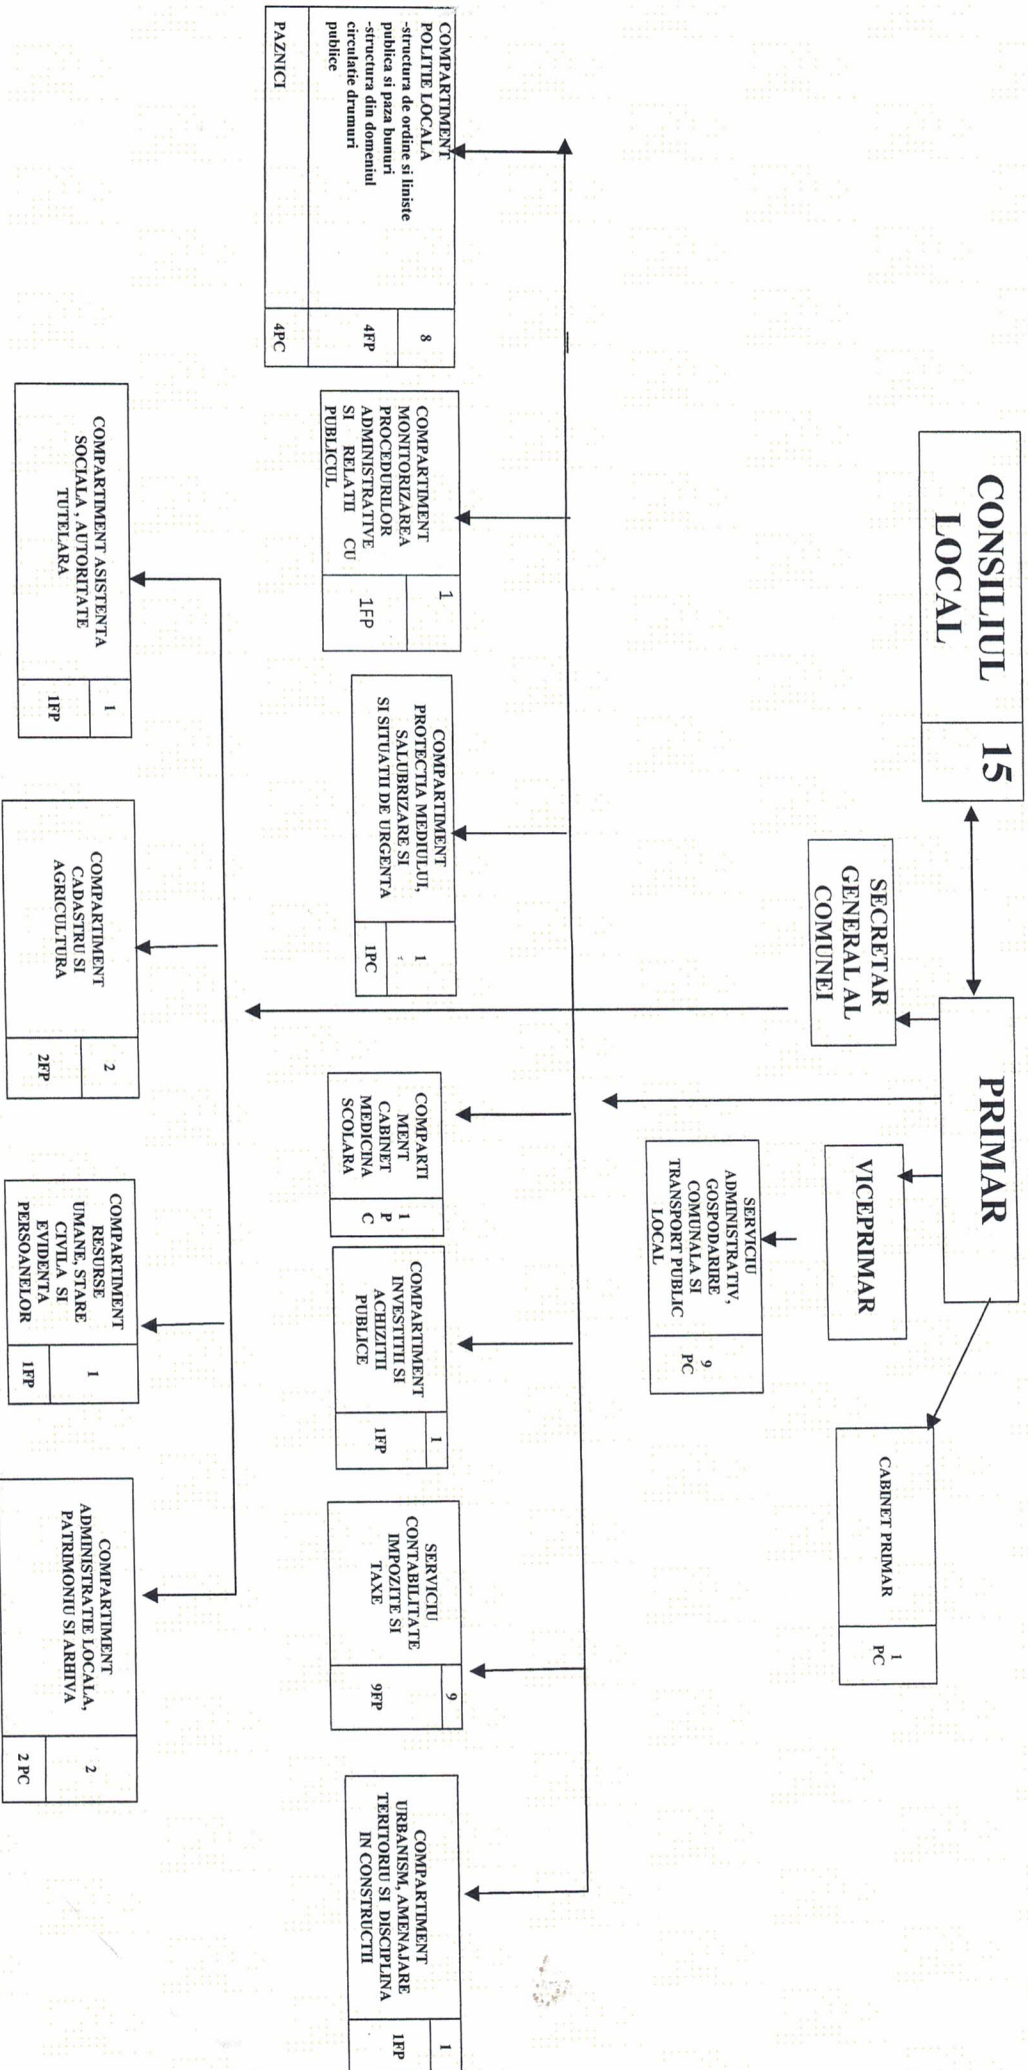 CONSILIUL
LOCAL
15
PRIMAR
SECRETAR
GENERAL AL
COMUNEI
VICEPRIMAR
CABINET PRIMAR
1
PC
SERVICIU
ADMINISTRATIV,
GOSPODARIRE
COMUNALA SI
TRANSPORT PUBLIC
LOCAL
9
PC
COMPARTIMENT
POLITIE LOCALA
-structura de ordine si liniste
publica si paza bunuri
-structura din domeniul
circulatie drumuri
publice
8
4FP
PAZNICI
4PC
COMPARTIMENT
MONITORIZAREA
PROCEDURILOR
ADMINISTRATIVE
SI RELATII CU
PUBLICUL
1
1FP
COMPARTIMENT
PROTECTIA MEDIULUI,
SALUBRIZARE SI
SI SITUATII DE URGENTA
1
1PC
COMPARTI
MENT
CABINET
MEDICINA
SCOLARA
1
P
C
COMPARTIMENT
INVESTITII SI
ACHIZITII
PUBLICE
1
1FP
SERVICIU
CONTABILITATE
IMPOZITE SI
TAXE
9
9FP
COMPARTIMENT
URBANISM, AMENAJARE
TERITORIU SI DISCIPLINA
IN CONSTRUCTII
1
1FP
COMPARTIMENT ASISTENTA
SOCIALA , AUTORITATE
TUTELARA
1
1FP
COMPARTIMENT
CADASTRU SI
AGRICULTURA
2
2FP
COMPARTIMENT
RESURSE
UMANE, STARE
CIVILA SI
EVIDENTA
PERSOANELOR
1
1FP
COMPARTIMENT
ADMINISTRATIE LOCALA,
PATRIMONIU SI ARHIVA
2
2 PC